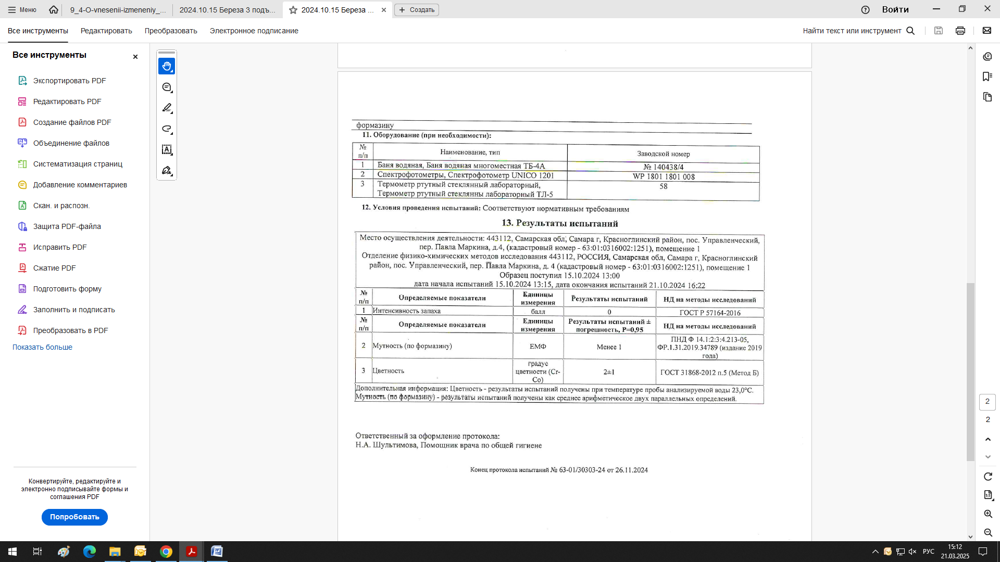 Меню
9_4-O-vnesenii-izmeneniy_...
2024.10.15 Береза 3 подъ...
2024.10.15 Береза ...
Создать
Войти
Все инструменты
Редактировать
Преобразовать
Электронное подписание
Найти текст или инструмент
Все инструменты
Экспортировать PDF
Редактировать PDF
Создание файлов PDF
Объединение файлов
Систематизация страниц
Добавление комментариев
Скан. и распозн.
Защита PDF-файла
Исправить PDF
Сжатие PDF
Подготовить форму
Заполнить и подписать
Преобразовать в PDF
Показать больше
Конвертируйте, редактируйте и
электронно подписывайте формы и
соглашения PDF
Попробовать
формазину
11. Оборудование (при необходимости):
№ п/п Наименование, тип Заводской номер
1 Баня водяная, Баня водяная многоместная ТБ-4А № 140438/4
2 Спектрофотометры, Спектрофотометр UNICO 1201 WP 1801 1801 008
3 Термометр ртутный стеклянный лабораторный, 58
Термометр ртутный стеклянны лабораторный ТЛ-5
12. Условия проведения испытаний: Соответствуют нормативным требованиям
13. Результаты испытаний
Место осуществления деятельности: 443112, Самарская обл, Самара г, Красноглинский район, пос. Управленческий,
пер. Павла Маркина, д.4, (кадастровый номер - 63:01:0316002:1251), помещение 1
Отделение физико-химических методов исследования 443112, РОССИЯ, Самарская обл, Самара г, Красноглинский
район, пос. Управленческий, пер. Павла Маркина, д. 4 (кадастровый номер - 63:01:0316002:1251), помещение 1
Образец поступил 15.10.2024 13:00
дата начала испытаний 15.10.2024 13:15, дата окончания испытаний 21.10.2024 16:22
№ п/п Определяемые показатели Единицы измерения Результаты испытаний НД на методы исследований
1 Интенсивность запаха балл 0 ГОСТ Р 57164-2016
№ п/п Определяемые показатели Единицы измерения Результаты испытаний ± погрешность, Р=0,95 НД на методы исследований
2 Мутность (по формазину) ЕМФ Менее 1 ПНД Ф 14.1:2:3:4.213-05, ФР.1.31.2019.34789 (издание 2019 года)
3 Цветность градус цветности (Cr-Co) 2±1 ГОСТ 31868-2012 п.5 (Метод Б)
Дополнительная информация: Цветность - результаты испытаний получены при температуре пробы анализируемой воды 23,0°С.
Мутность (по формазину) - результаты испытаний получены как среднее арифметическое двух параллельных определений.
Ответственный за оформление протокола:
Н.А. Шультимова, Помощник врача по общей гигиене
Конец протокола испытаний № 63-01/30303-24 от 26.11.2024
2
2
1:1
РУС
15:12
21.03.2025